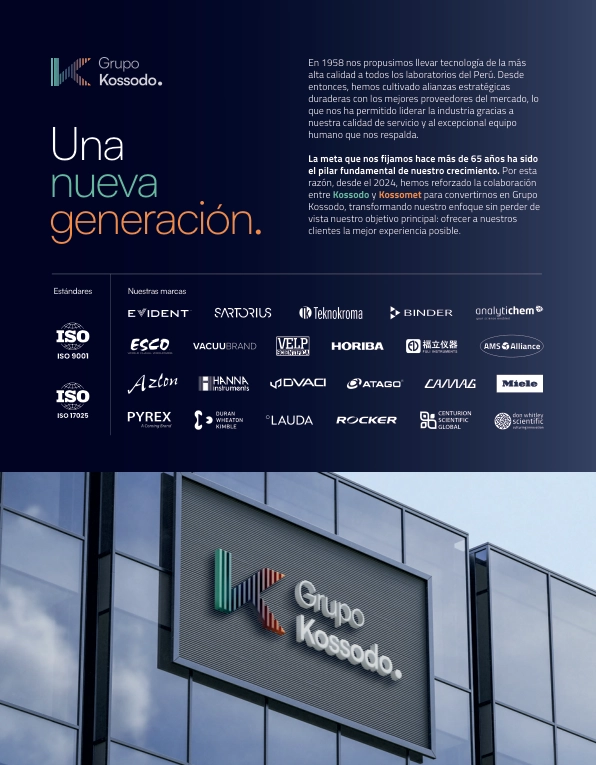 Grupo
Kossodo.
Una
nueva
generación.
En 1958 nos propusimos llevar tecnología de la más
alta calidad a todos los laboratorios del Perú. Desde
entonces, hemos cultivado alianzas estratégicas
duraderas con los mejores proveedores del mercado, lo
que nos ha permitido liderar la industria gracias a
nuestra calidad de servicio y al excepcional equipo
humano que nos respalda.
La meta que nos fijamos hace más de 65 años ha sido
el pilar fundamental de nuestro crecimiento. Por esta
razón, desde el 2024, hemos reforzado la colaboración
entre Kossodo y Kossomet para convertirnos en Grupo
Kossodo, transformando nuestro enfoque sin perder de
vista nuestro objetivo principal: ofrecer a nuestros
clientes la mejor experiencia posible.
Estándares
ISO
ISO 9001
ISO
ISO 17025
Nuestras marcas
EVIDENT SARTORIUS Teknokroma BINDER analytichem
ESCO VACUUBRAND VELP SCIENTIFICA HORIBA 福立仪器 FULI INSTRUMENTS AMS Alliance
Azlon HANNA instruments DVACI ATAGO CAMAG Miele
PYREX A Corning Brand DURAN WHEATON KIMBLE LAUDA ROCKER CENTURION SCIENTIFIC GLOBAL don whitley scientific
Grupo
Kossodo.